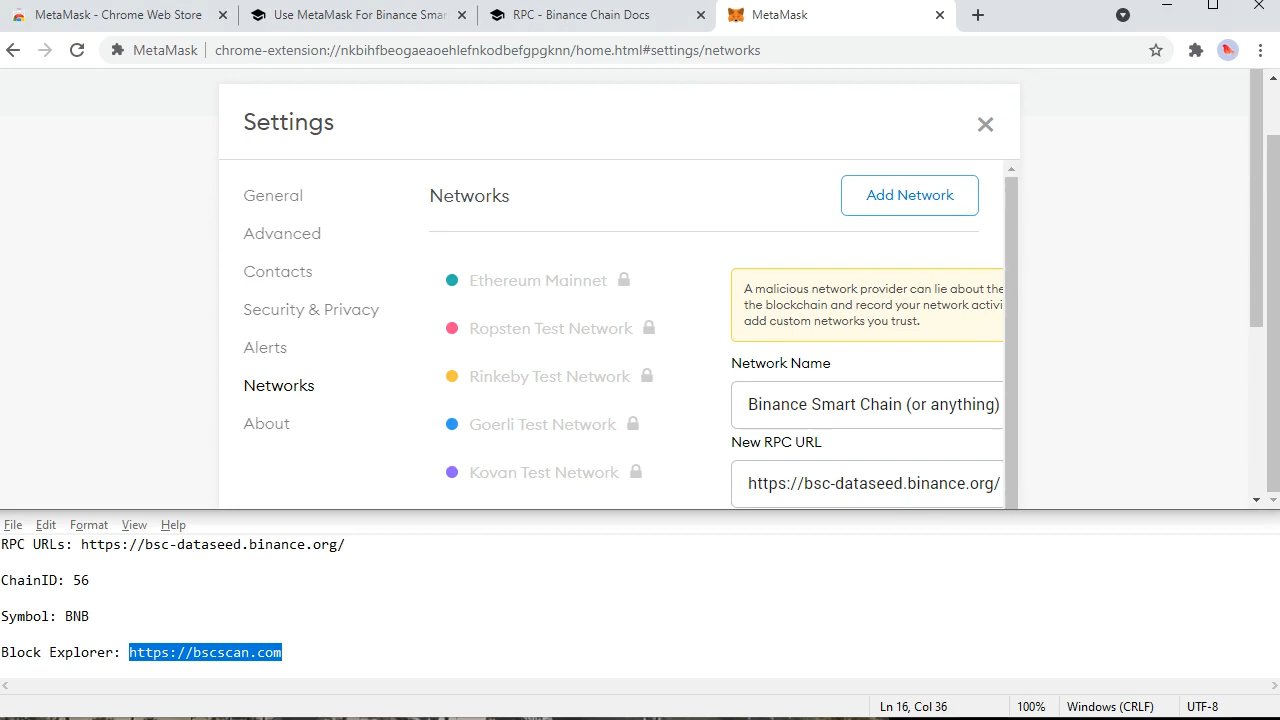 MetaMask - Chrome Web Store
Use MetaMask For Binance Smar
RPC - Binance Chain Docs
MetaMask
MetaMask
chrome-extension://nkbihfbeogaeaoehlefnkodbefgpgknn/home.html#settings/networks
Settings
General
Advanced
Contacts
Security & Privacy
Alerts
Networks
About
Networks
Add Network
Ethereum Mainnet
Ropsten Test Network
Rinkeby Test Network
Goerli Test Network
Kovan Test Network
A malicious network provider can lie about the
the blockchain and record your network activi
add custom networks you trust.
Network Name
Binance Smart Chain (or anything)
New RPC URL
https://bsc-dataseed.binance.org/
File Edit Format View Help
RPC URLs: https://bsc-dataseed.binance.org/
ChainID: 56
Symbol: BNB
Block Explorer: https://bscscan.com
Ln 16, Col 36
100%
Windows (CRLF)
UTF-8